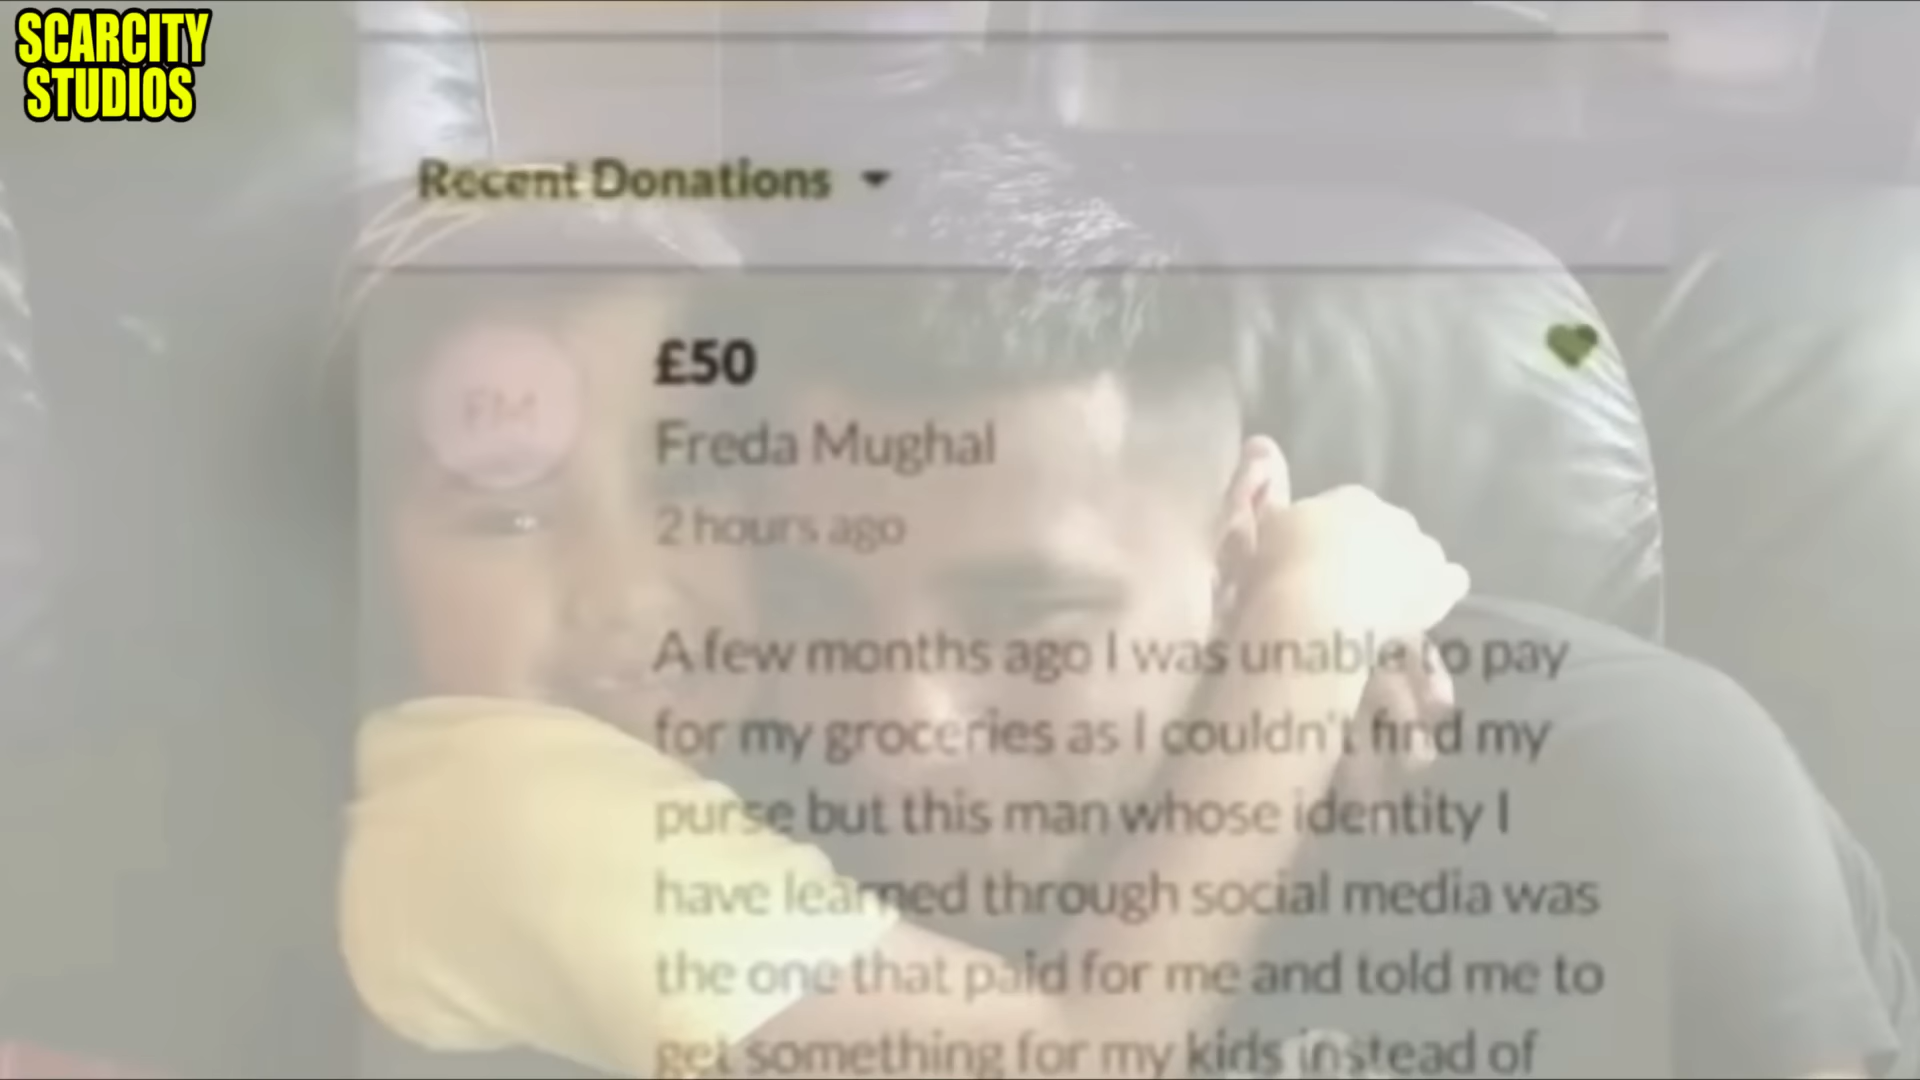 SCARCITY
STUDIOS
Recent Donations
£50
FM
Freda Mughal
2 hours ago
A few months ago I was unable to pay
for my groceries as I couldn't find my
purse but this man whose identity I
have learned through social media was
the one that paid for me and told me to
get something for my kids instead of